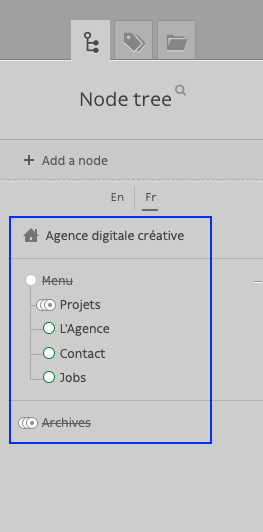 Node tree
Add a node
En Fr
Agence digitale créative
Menu
Projets
L'Agence
Contact
Jobs
Archives